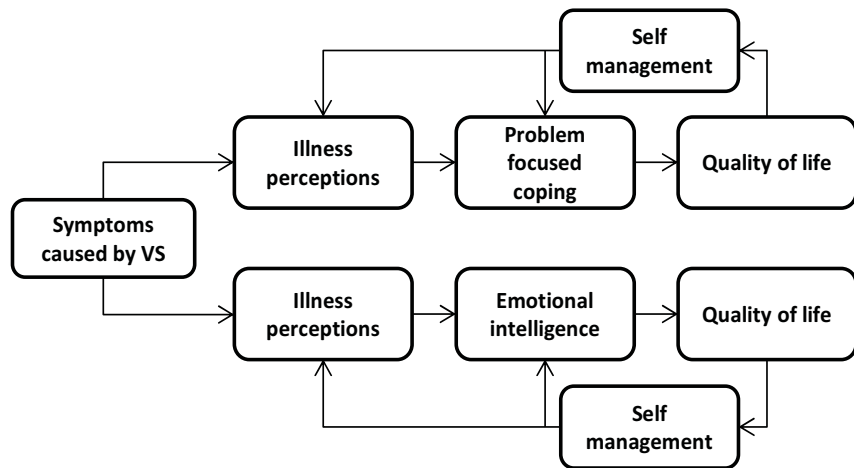 Self
management
Illness
perceptions
Problem
focused
coping
Quality of life
Symptoms
caused by VS
Illness
perceptions
Emotional
intelligence
Quality of life
Self
management